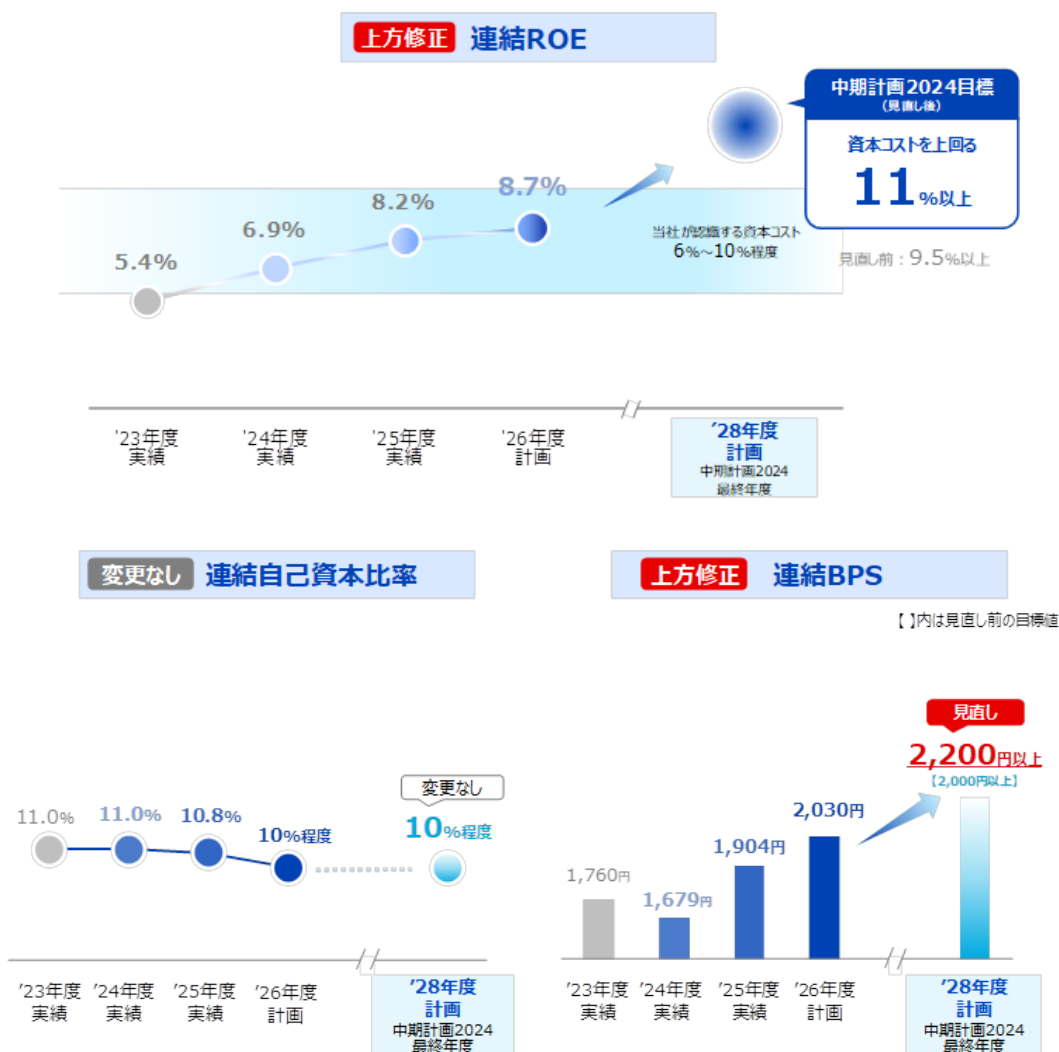 上方修正 連結ROE
中期計画2024目標
(見直し後)
資本コストを上回る
11%以上
5.4%
6.9%
8.2%
8.7%
当社が認識する資本コスト
6%～10%程度
見直し前：9.5%以上
'23年度
実績
'24年度
実績
'25年度
実績
'26年度
計画
'28年度
計画
中期計画2024
最終年度
変更なし 連結自己資本比率
11.0%
11.0%
10.8%
10%程度
変更なし
10%程度
'23年度
実績
'24年度
実績
'25年度
実績
'26年度
計画
'28年度
計画
中期計画2024
最終年度
上方修正 連結BPS
【 】内は見直し前の目標値
1,760円
1,679円
1,904円
2,030円
見直し
2,200円以上
【2,000円以上】
'23年度
実績
'24年度
実績
'25年度
実績
'26年度
計画
'28年度
計画
中期計画2024
最終年度